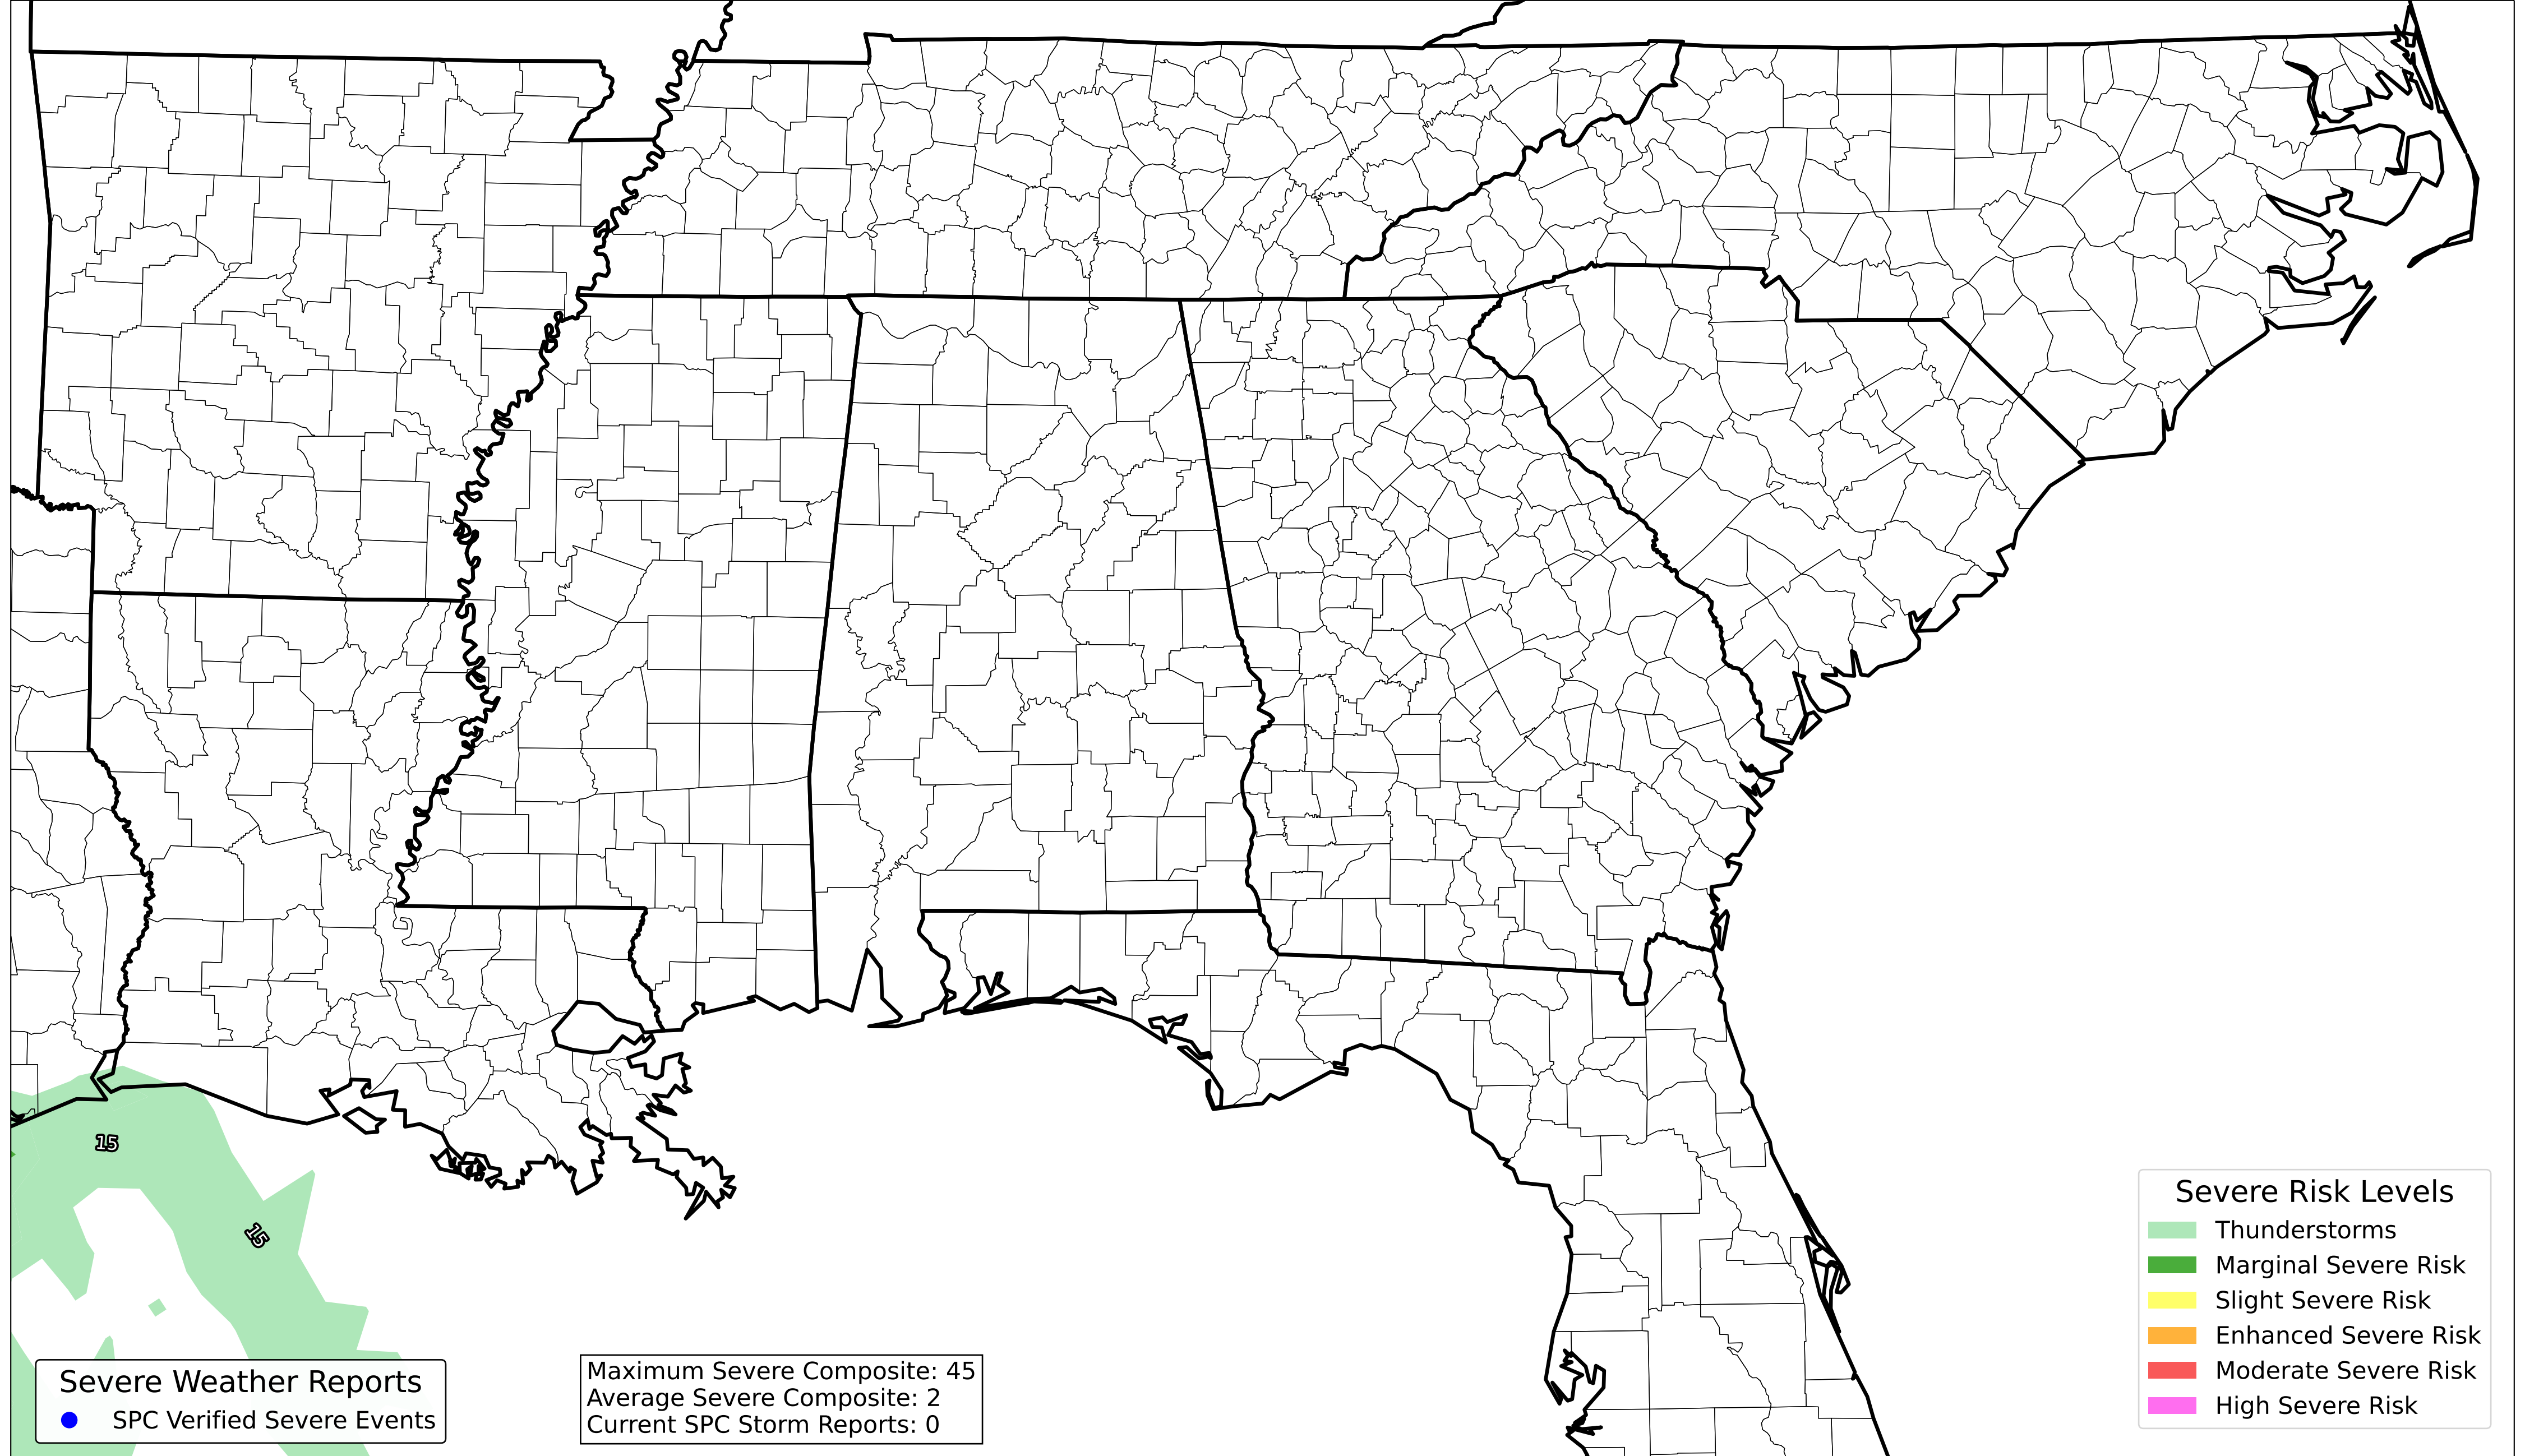 15
15
Severe Weather Reports
SPC Verified Severe Events
Maximum Severe Composite: 45
Average Severe Composite: 2
Current SPC Storm Reports: 0
Severe Risk Levels
Thunderstorms
Marginal Severe Risk
Slight Severe Risk
Enhanced Severe Risk
Moderate Severe Risk
High Severe Risk